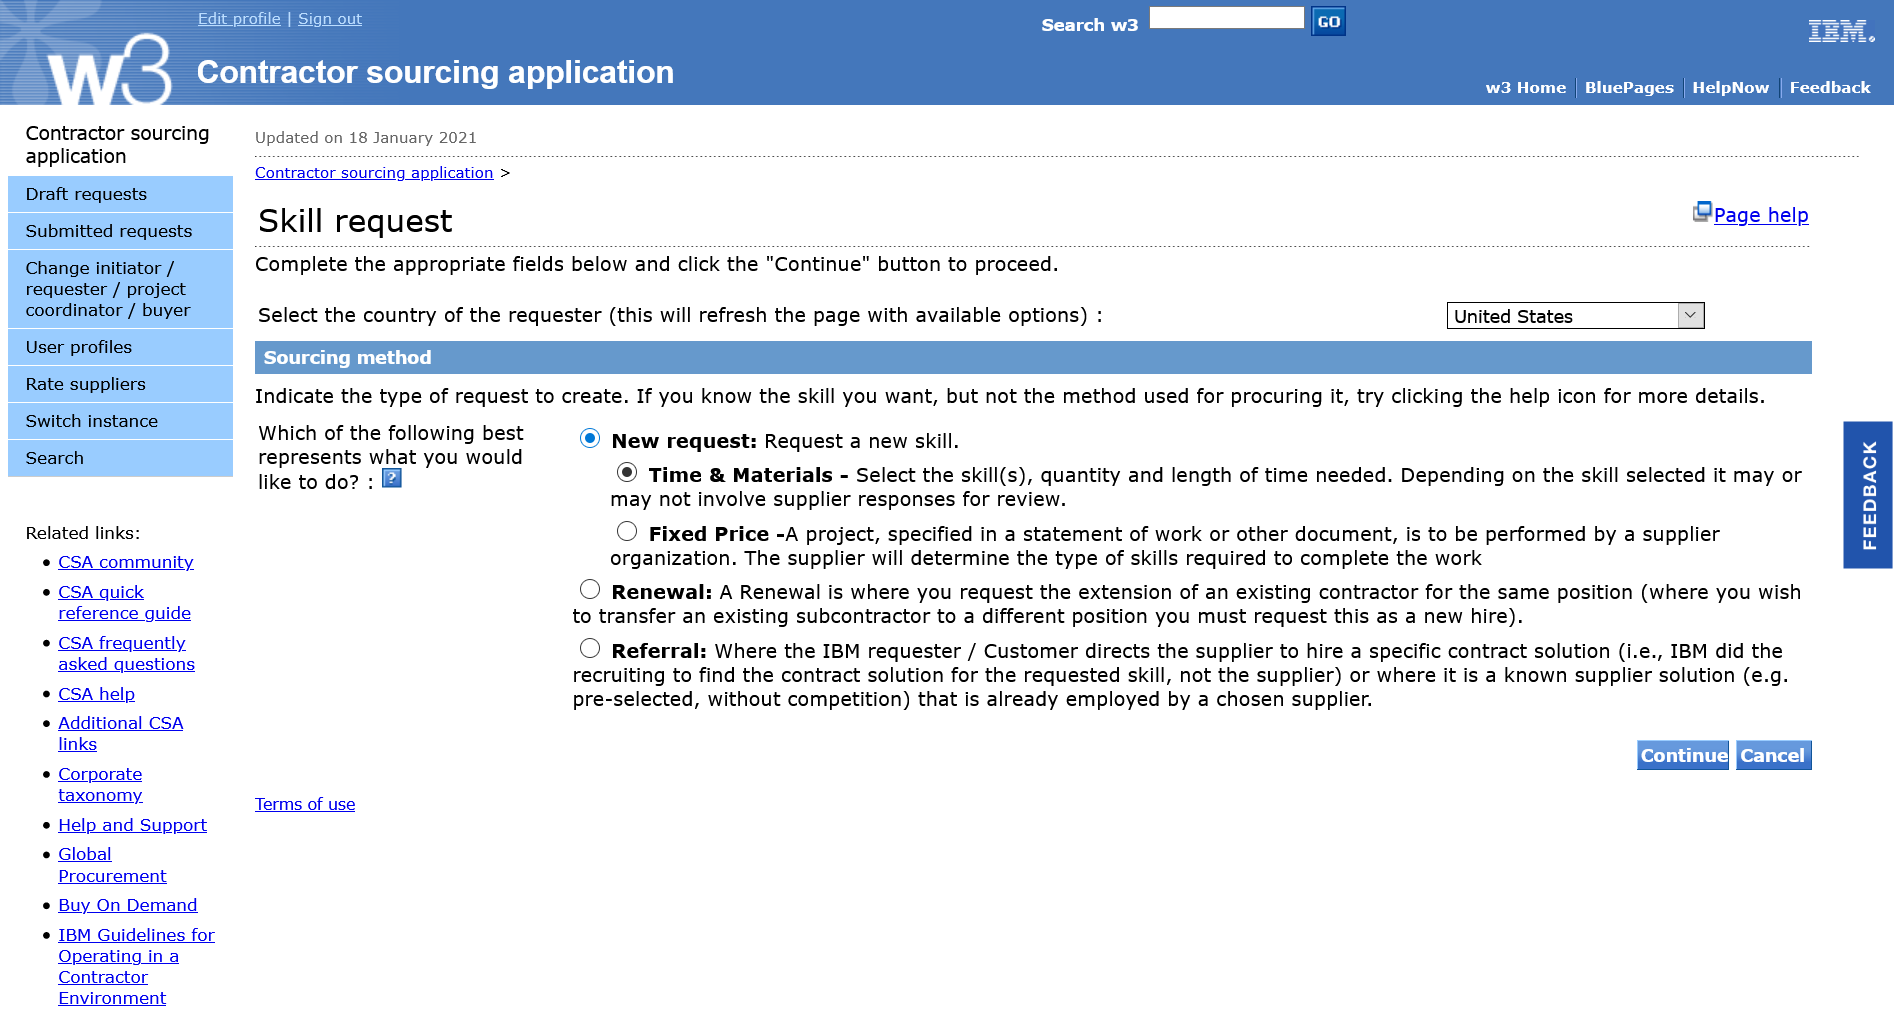 Edit profile | Sign out
Search w3 GO
IBM.
w3
Contractor sourcing application
w3 Home BluePages HelpNow Feedback
Contractor sourcing
application
Draft requests
Submitted requests
Change initiator /
requester / project
coordinator / buyer
User profiles
Rate suppliers
Switch instance
Search
Related links:
• CSA community
• CSA quick
reference guide
• CSA frequently
asked questions
• CSA help
• Additional CSA
links
• Corporate
taxonomy
• Help and Support
• Global
Procurement
• Buy On Demand
• IBM Guidelines for
Operating in a
Contractor
Environment
Updated on 18 January 2021
Contractor sourcing application >
Skill request
Page help
Complete the appropriate fields below and click the "Continue" button to proceed.
Select the country of the requester (this will refresh the page with available options) :
United States
Sourcing method
Indicate the type of request to create. If you know the skill you want, but not the method used for procuring it, try clicking the help icon for more details.
Which of the following best
represents what you would
like to do? : ?
New request: Request a new skill.
Time & Materials - Select the skill(s), quantity and length of time needed. Depending on the skill selected it may or
may not involve supplier responses for review.
Fixed Price -A project, specified in a statement of work or other document, is to be performed by a supplier
organization. The supplier will determine the type of skills required to complete the work
Renewal: A Renewal is where you request the extension of an existing contractor for the same position (where you wish
to transfer an existing subcontractor to a different position you must request this as a new hire).
Referral: Where the IBM requester / Customer directs the supplier to hire a specific contract solution (i.e., IBM did the
recruiting to find the contract solution for the requested skill, not the supplier) or where it is a known supplier solution (e.g.
pre-selected, without competition) that is already employed by a chosen supplier.
Continue Cancel
Terms of use
FEEDBACK